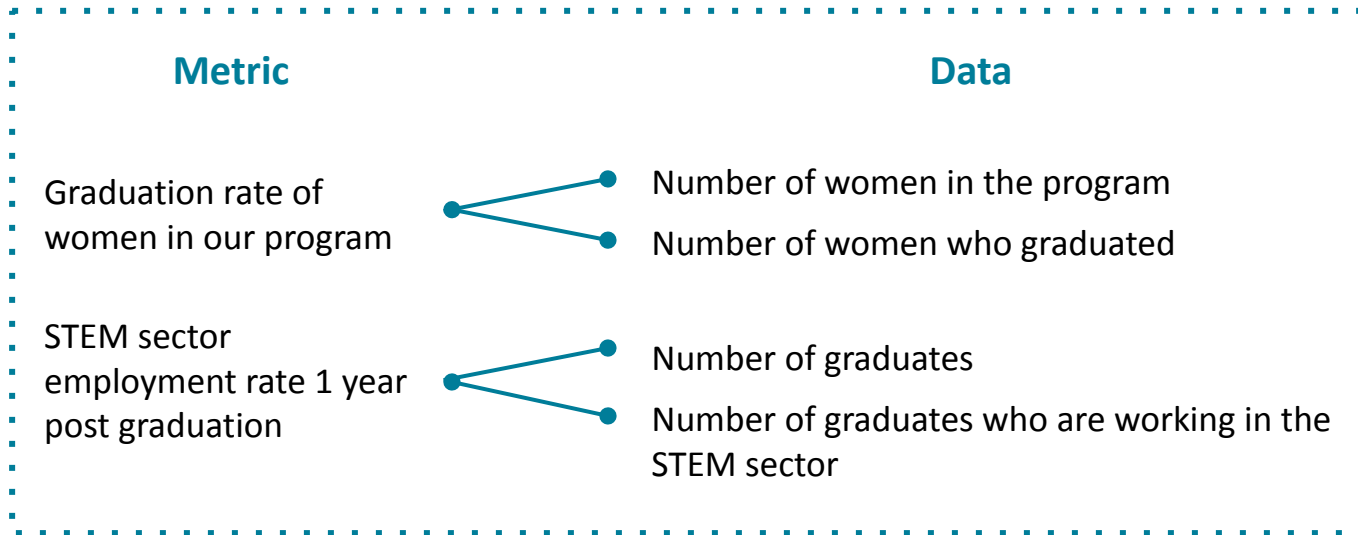 Metric
Data
Graduation rate of
women in our program
Number of women in the program
Number of women who graduated
STEM sector
employment rate 1 year
post graduation
Number of graduates
Number of graduates who are working in the
STEM sector